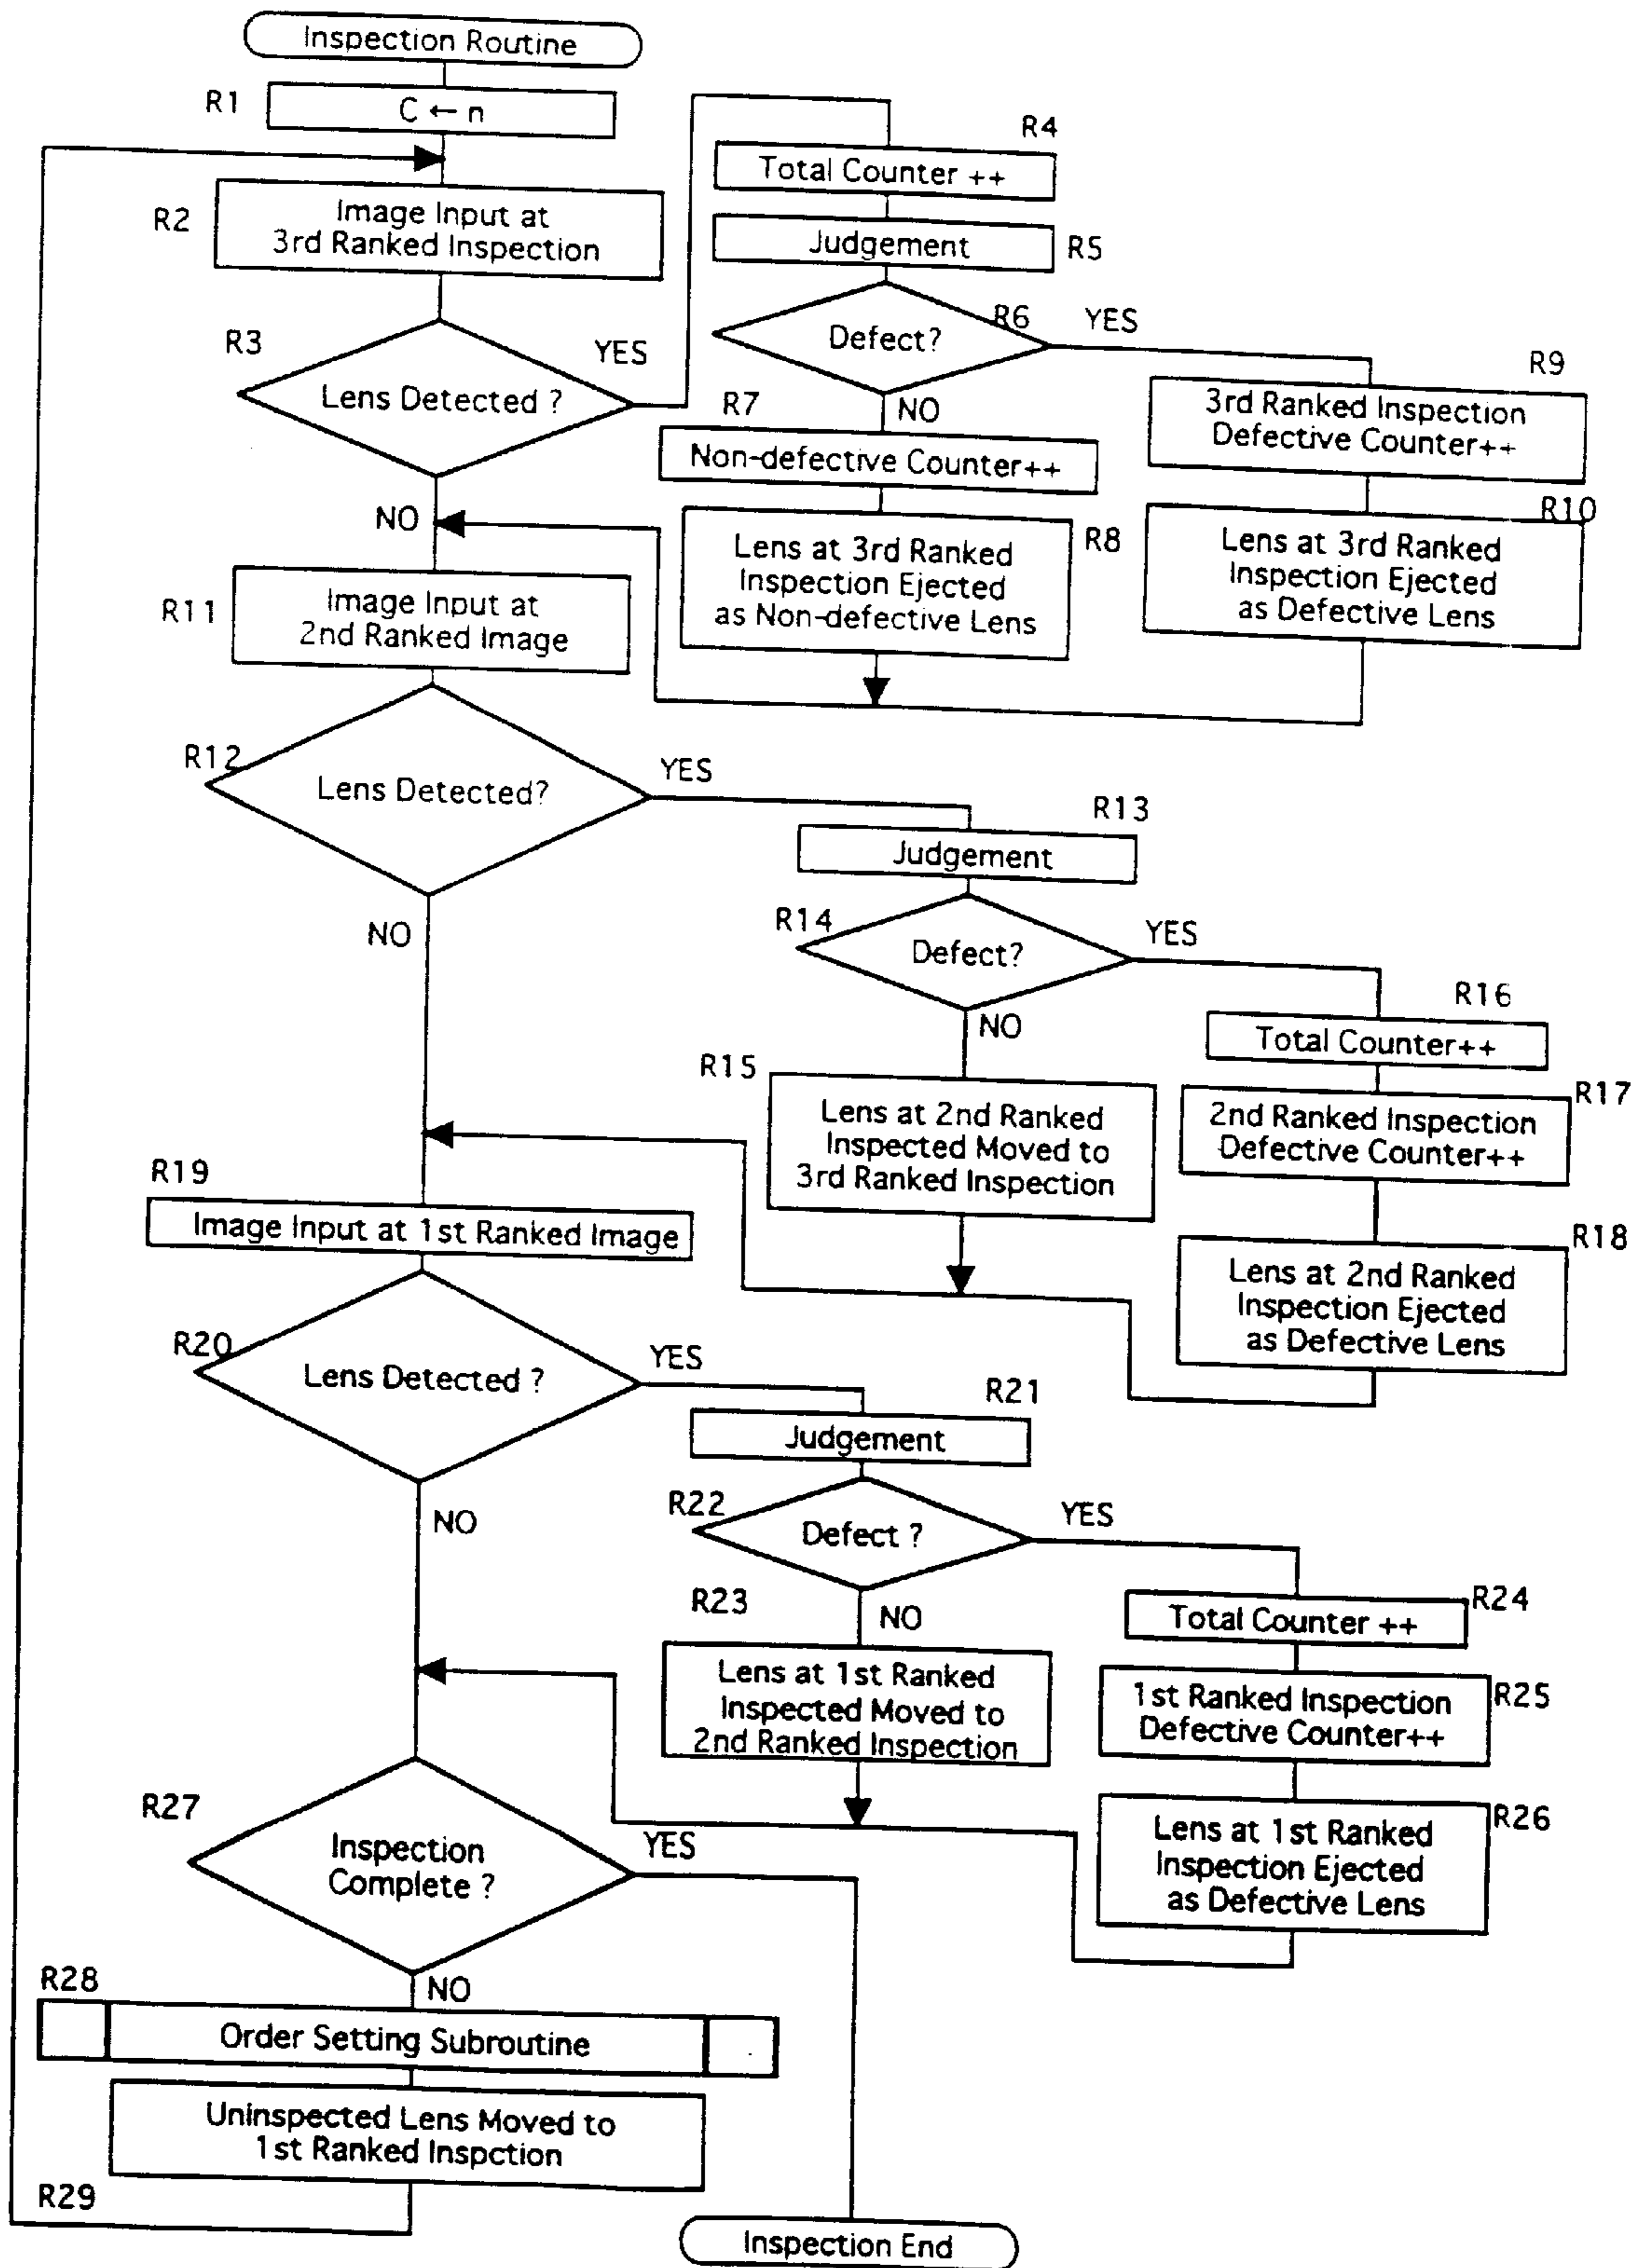 Inspection Routine
R1
C ← n
R2
Image Input at
3rd Ranked Inspection
R3
Lens Detected ?
YES
NO
R4
Total Counter ++
Judgement
R5
Defect?
R6
YES
NO
R7
Non-defective Counter++
Lens at 3rd Ranked
Inspection Ejected
as Non-defective Lens
R8
R9
3rd Ranked Inspection
Defective Counter++
R10
Lens at 3rd Ranked
Inspection Ejected
as Defective Lens
R11
Image Input at
2nd Ranked Image
R12
Lens Detected?
YES
NO
R13
Judgement
R14
Defect?
YES
NO
R15
Lens at 2nd Ranked
Inspected Moved to
3rd Ranked Inspection
R16
Total Counter++
R17
2nd Ranked Inspection
Defective Counter++
R18
Lens at 2nd Ranked
Inspection Ejected
as Defective Lens
R19
Image Input at 1st Ranked Image
R20
Lens Detected ?
YES
NO
R21
Judgement
R22
Defect ?
YES
NO
R23
Lens at 1st Ranked
Inspected Moved to
2nd Ranked Inspection
R24
Total Counter ++
1st Ranked Inspection
Defective Counter++
R25
Lens at 1st Ranked
Inspection Ejected
as Defective Lens
R26
R27
Inspection
Complete ?
YES
NO
R28
Order Setting Subroutine
Uninspected Lens Moved to
1st Ranked Inspction
R29
Inspection End